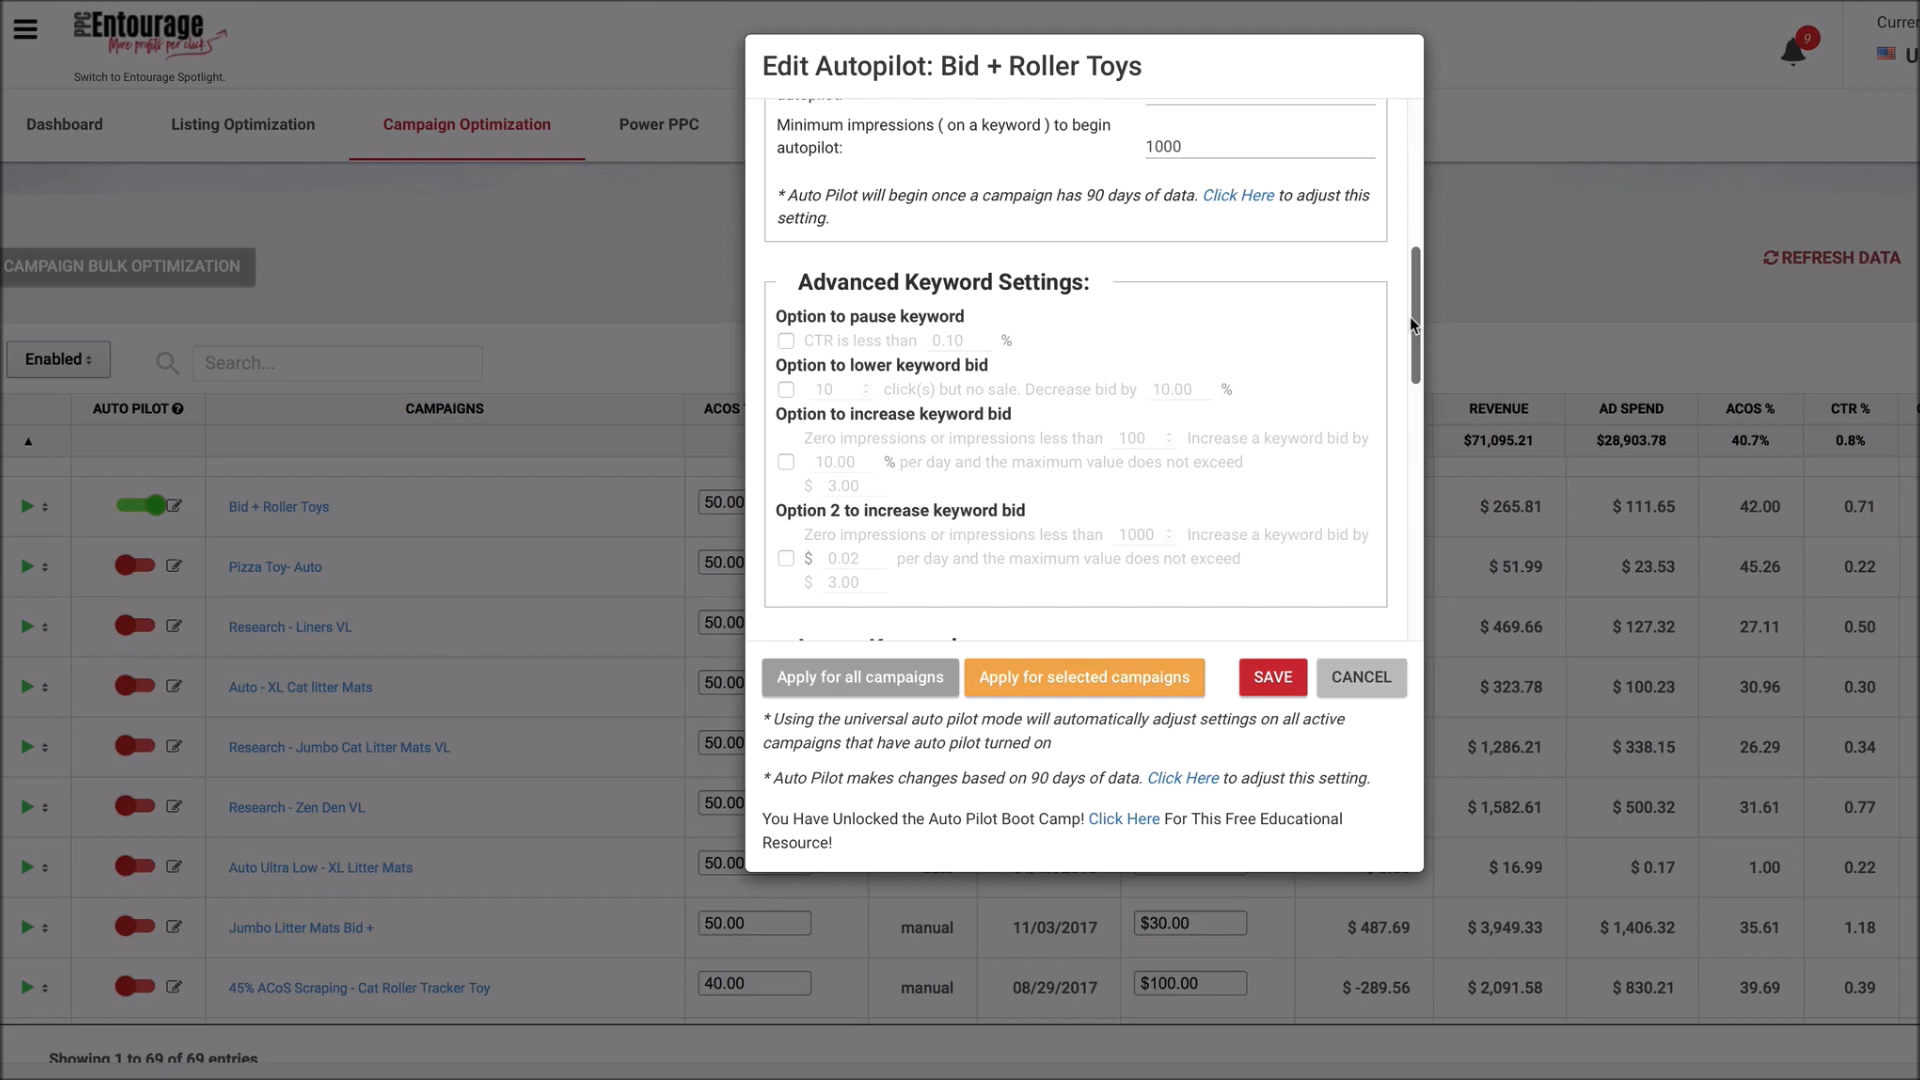 PPC Entourage
More profits per click
Switch to Entourage Spotlight.
9
Curre
U
Dashboard
Listing Optimization
Campaign Optimization
Power PPC
CAMPAIGN BULK OPTIMIZATION
REFRESH DATA
Enabled
Search...
AUTO PILOT
CAMPAIGNS
ACOS
REVENUE
AD SPEND
ACOS %
CTR %
$71,095.21
$28,903.78
40.7%
0.8%
Bid + Roller Toys
50.00
$ 265.81
$ 111.65
42.00
0.71
Pizza Toy- Auto
50.00
$ 51.99
$ 23.53
45.26
0.22
Research - Liners VL
50.00
$ 469.66
$ 127.32
27.11
0.50
Auto - XL Cat litter Mats
50.00
$ 323.78
$ 100.23
30.96
0.30
Research - Jumbo Cat Litter Mats VL
50.00
$ 1,286.21
$ 338.15
26.29
0.34
Research - Zen Den VL
50.00
$ 1,582.61
$ 500.32
31.61
0.77
Auto Ultra Low - XL Litter Mats
50.00
$ 16.99
$ 0.17
1.00
0.22
Jumbo Litter Mats Bid +
50.00
manual
11/03/2017
$30.00
$ 487.69
$ 3,949.33
$ 1,406.32
35.61
1.18
45% ACoS Scraping - Cat Roller Tracker Toy
40.00
manual
08/29/2017
$100.00
$ -289.56
$ 2,091.58
$ 830.21
39.69
0.39
Showing 1 to 69 of 69 entries
Edit Autopilot: Bid + Roller Toys
autopilot:
Minimum impressions ( on a keyword ) to begin
autopilot:
1000
* Auto Pilot will begin once a campaign has 90 days of data. Click Here to adjust this
setting.
Advanced Keyword Settings:
Option to pause keyword
CTR is less than 0.10 %
Option to lower keyword bid
10 click(s) but no sale. Decrease bid by 10.00 %
Option to increase keyword bid
Zero impressions or impressions less than 100 Increase a keyword bid by
10.00 % per day and the maximum value does not exceed
$ 3.00
Option 2 to increase keyword bid
Zero impressions or impressions less than 1000 Increase a keyword bid by
$ 0.02 per day and the maximum value does not exceed
$ 3.00
Apply for all campaigns
Apply for selected campaigns
SAVE
CANCEL
* Using the universal auto pilot mode will automatically adjust settings on all active
campaigns that have auto pilot turned on
* Auto Pilot makes changes based on 90 days of data. Click Here to adjust this setting.
You Have Unlocked the Auto Pilot Boot Camp! Click Here For This Free Educational
Resource!